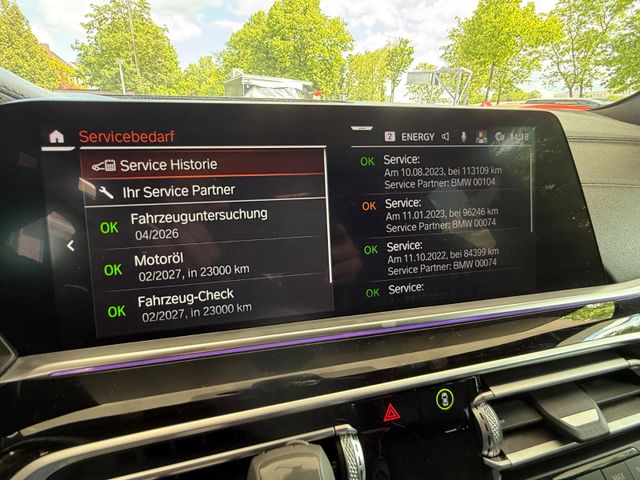 Servicebedarf
2 ENERGY 14:18
Service Historie
Ihr Service Partner
OK Fahrzeuguntersuchung
04/2026
OK Motoröl
02/2027, in 23000 km
OK Fahrzeug-Check
02/2027, in 23000 km
OK Service:
Am 10.08.2023, bei 113109 km
Service Partner: BMW 00104
OK Service:
Am 11.01.2023, bei 96246 km
Service Partner: BMW 00074
OK Service:
Am 11.10.2022, bei 84399 km
Service Partner: BMW 00074
OK Service:
MAX